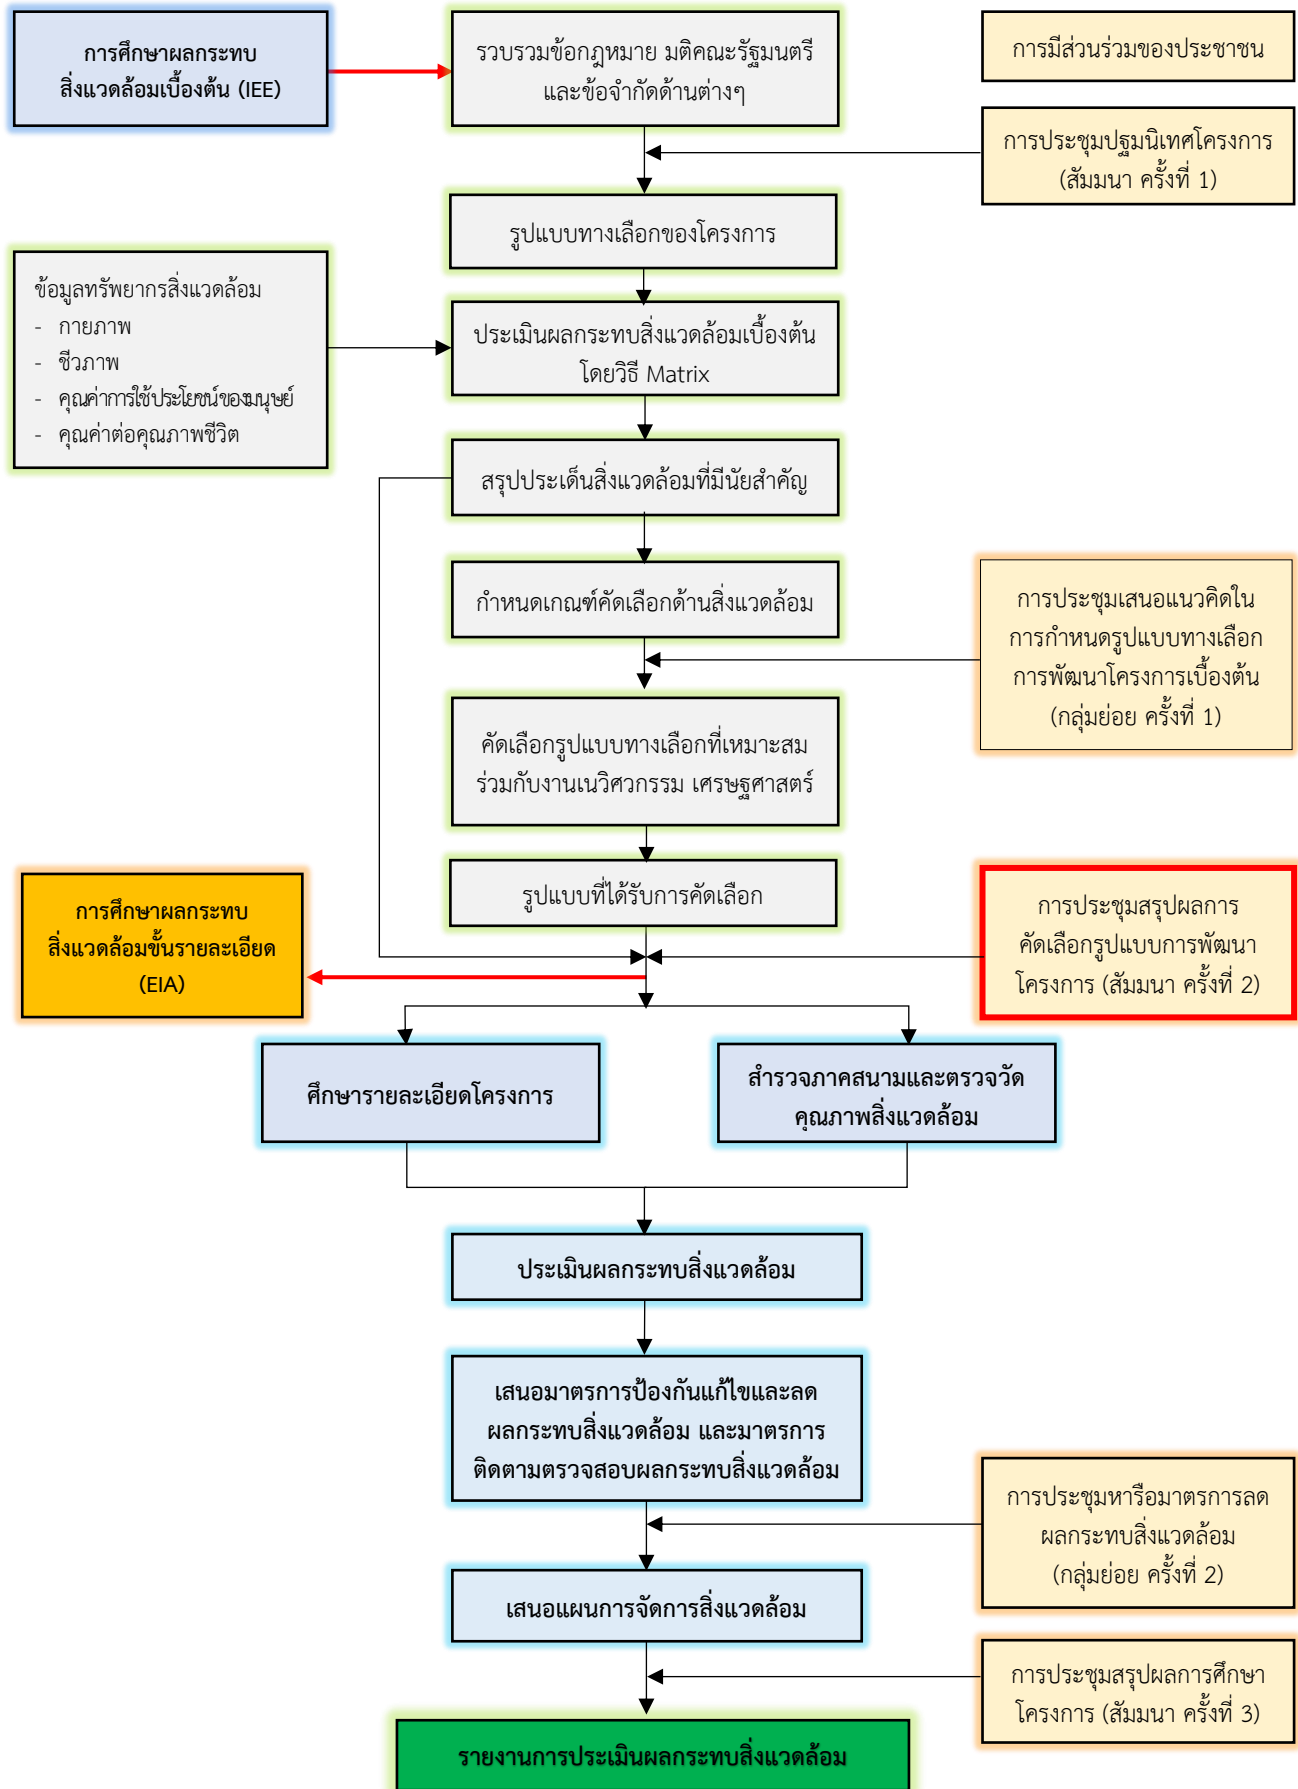 การศึกษาผลกระทบ
สิ่งแวดล้อมเบื้องต้น (IEE)
รวบรวมข้อกฎหมาย มติคณะรัฐมนตรี
และข้อจำกัดด้านต่างๆ
การมีส่วนร่วมของประชาชน
การประชุมปฐมนิเทศโครงการ
(สัมมนา ครั้งที่ 1)
รูปแบบทางเลือกของโครงการ
ข้อมูลทรัพยากรสิ่งแวดล้อม
- กายภาพ
- ชีวภาพ
- คุณค่าการใช้ประโยชน์ของมนุษย์
- คุณค่าต่อคุณภาพชีวิต
ประเมินผลกระทบสิ่งแวดล้อมเบื้องต้น
โดยวิธี Matrix
สรุปประเด็นสิ่งแวดล้อมที่มีนัยสำคัญ
กำหนดเกณฑ์คัดเลือกด้านสิ่งแวดล้อม
การประชุมเสนอแนวคิดใน
การกำหนดรูปแบบทางเลือก
การพัฒนาโครงการเบื้องต้น
(กลุ่มย่อย ครั้งที่ 1)
คัดเลือกรูปแบบทางเลือกที่เหมาะสม
ร่วมกับงานเนวิศวกรรม เศรษฐศาสตร์
รูปแบบที่ได้รับการคัดเลือก
การศึกษาผลกระทบ
สิ่งแวดล้อมขั้นรายละเอียด
(EIA)
การประชุมสรุปผลการ
คัดเลือกรูปแบบการพัฒนา
โครงการ (สัมมนา ครั้งที่ 2)
ศึกษารายละเอียดโครงการ
สำรวจภาคสนามและตรวจวัด
คุณภาพสิ่งแวดล้อม
ประเมินผลกระทบสิ่งแวดล้อม
เสนอมาตรการป้องกันแก้ไขและลด
ผลกระทบสิ่งแวดล้อม และมาตรการ
ติดตามตรวจสอบผลกระทบสิ่งแวดล้อม
การประชุมหารือมาตรการลด
ผลกระทบสิ่งแวดล้อม
(กลุ่มย่อย ครั้งที่ 2)
เสนอแผนการจัดการสิ่งแวดล้อม
การประชุมสรุปผลการศึกษา
โครงการ (สัมมนา ครั้งที่ 3)
รายงานการประเมินผลกระทบสิ่งแวดล้อม